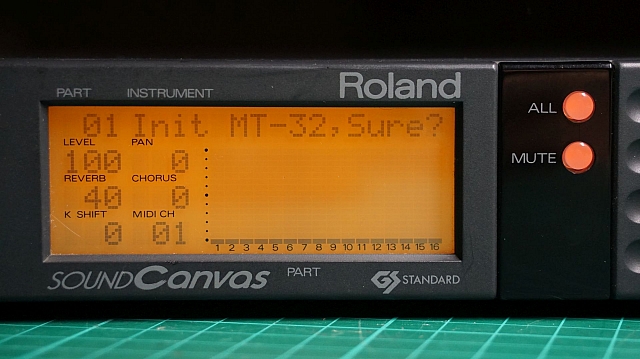 PART INSTRUMENT Roland
01 Init MT-32,Sure?
LEVEL PAN
100 0
REVERB CHORUS
40 0
K SHIFT MIDI CH
0 01
1 2 3 4 5 6 7 8 9 10 11 12 13 14 15 16
SOUND Canvas PART GS STANDARD
ALL
MUTE